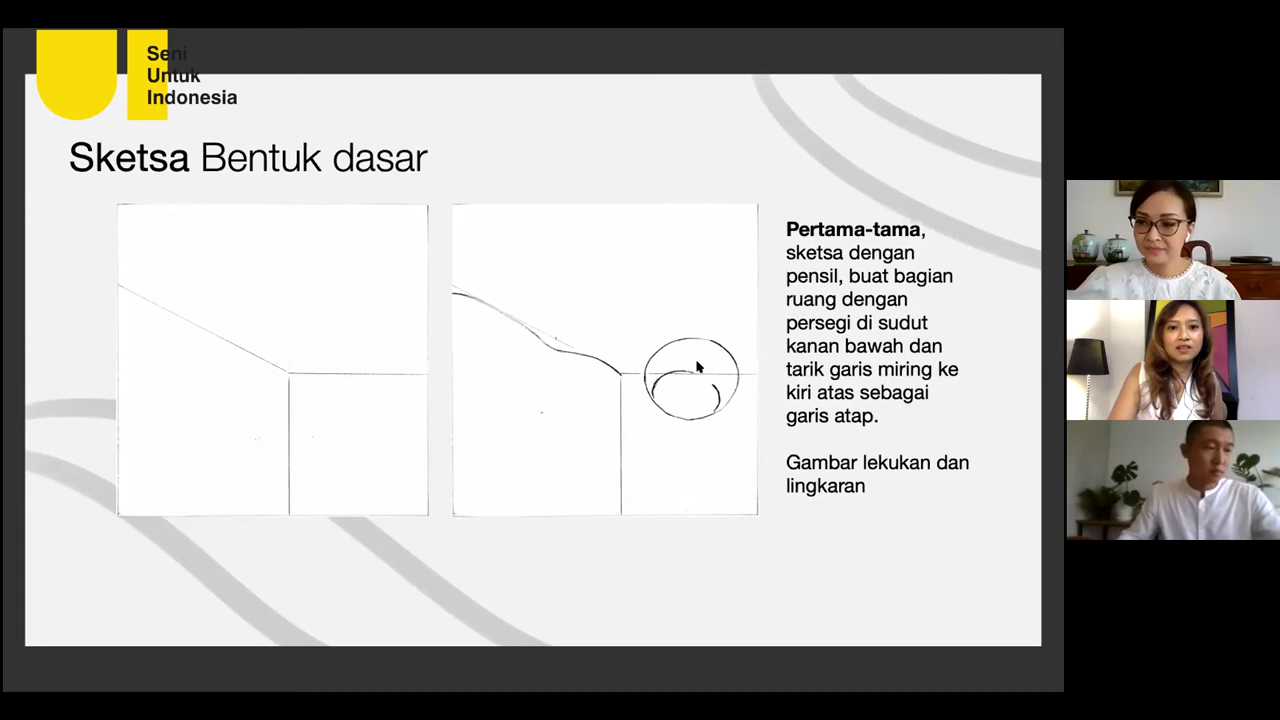 Seni
Untuk
Indonesia
Sketsa Bentuk dasar
Pertama-tama,
sketsa dengan
pensil, buat bagian
ruang dengan
persegi di sudut
kanan bawah dan
tarik garis miring ke
kiri atas sebagai
garis atap.
Gambar lekukan dan
lingkaran